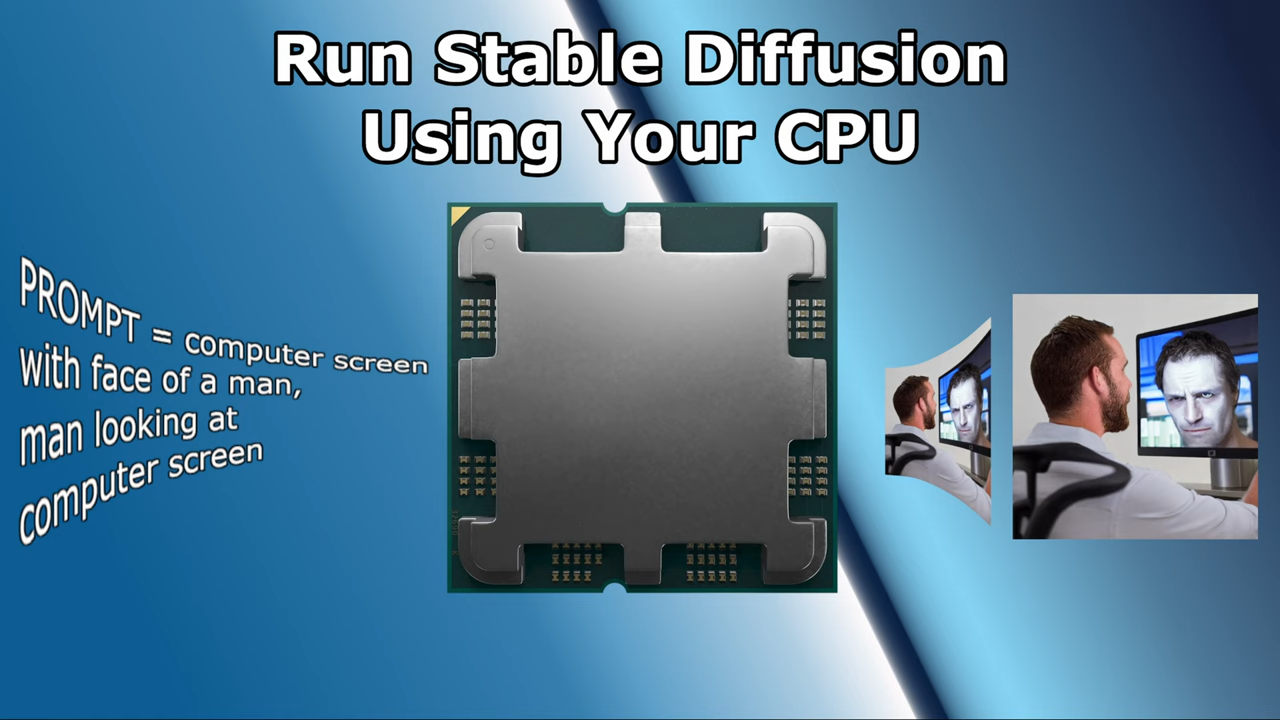 Run Stable Diffusion
Using Your CPU
PROMPT = computer screen
with face of a man,
man looking at
computer screen